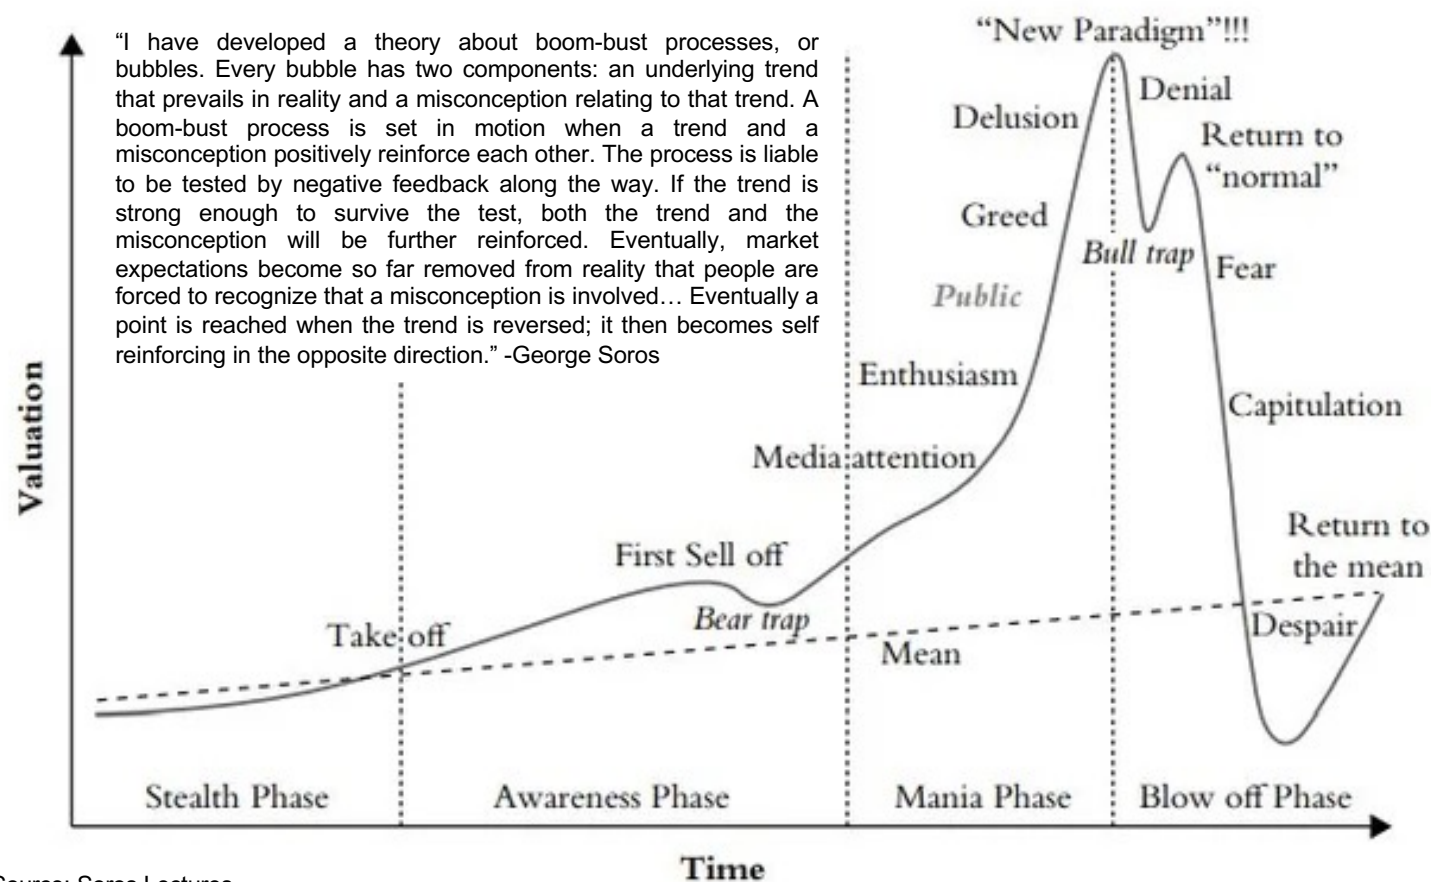 “New Paradigm”!!!
“I have developed a theory about boom-bust processes, or
bubbles. Every bubble has two components: an underlying trend
that prevails in reality and a misconception relating to that trend. A
boom-bust process is set in motion when a trend and a
misconception positively reinforce each other. The process is liable
to be tested by negative feedback along the way. If the trend is
strong enough to survive the test, both the trend and the
misconception will be further reinforced. Eventually, market
expectations become so far removed from reality that people are
forced to recognize that a misconception is involved… Eventually a
point is reached when the trend is reversed; it then becomes self
reinforcing in the opposite direction.” -George Soros
Denial
Delusion
Return to
“normal”
Greed
Bull trap
Fear
Public
Enthusiasm
Capitulation
Media attention
Valuation
First Sell off
Return to
the mean
Bear trap
Take off
Despair
Mean
Stealth Phase
Awareness Phase
Mania Phase
Blow off Phase
Time
Source: Soros Lectures